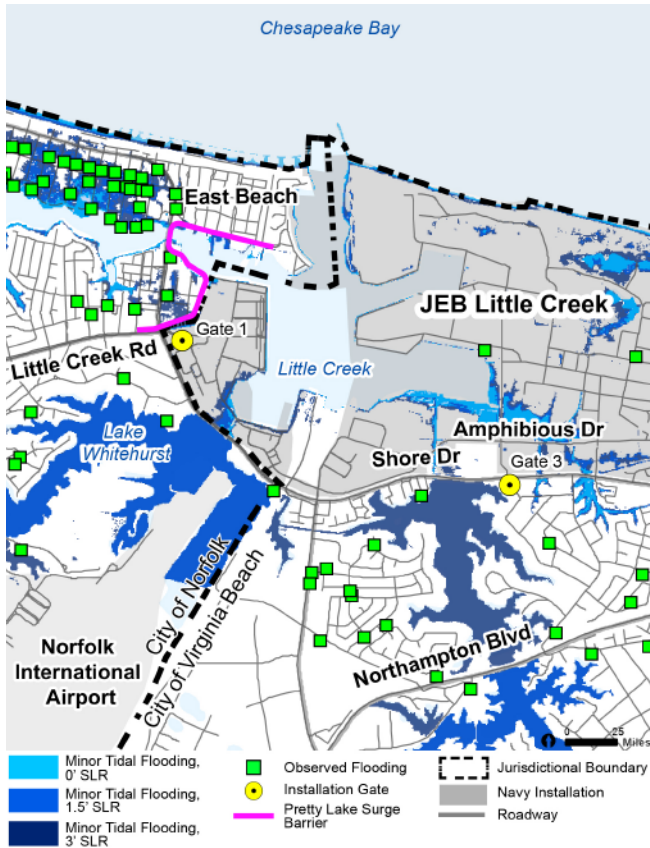 Chesapeake Bay
East Beach
JEB Little Creek
Gate 1
Little Creek Rd
Little Creek
Lake
Whitehurst
Amphibious Dr
Shore Dr
Gate 3
City of Norfolk
City of Virginia Beach
Norfolk
International
Airport
Northampton Blvd
0 .25
Miles
Minor Tidal Flooding,
0' SLR
Minor Tidal Flooding,
1.5' SLR
Minor Tidal Flooding,
3' SLR
Observed Flooding
Installation Gate
Pretty Lake Surge
Barrier
Jurisdictional Boundary
Navy Installation
Roadway